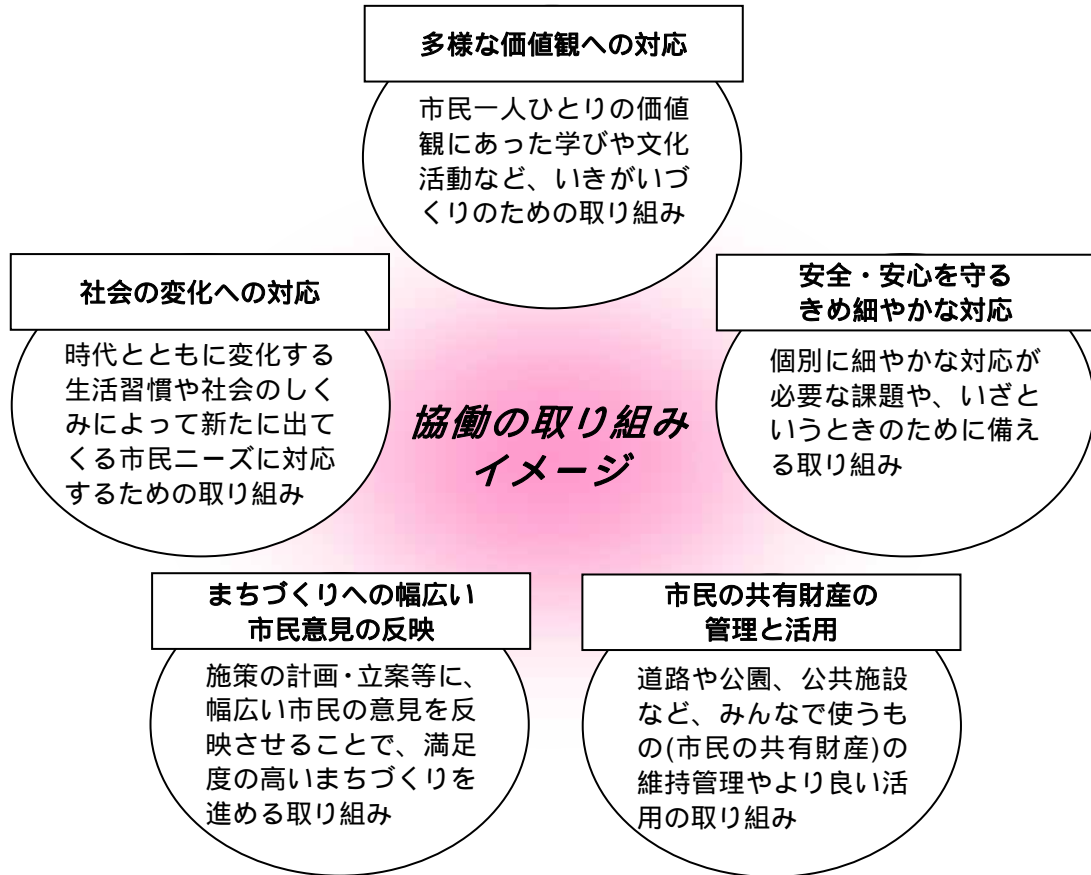 多様な価値観への対応
市民一人ひとりの価値
観にあった学びや文化
活動など、いきがいづ
くりのための取り組み
社会の変化への対応
時代とともに変化する
生活習慣や社会のしく
みによって新たに出て
くる市民ニーズに対応
するための取り組み
安全・安心を守る
きめ細やかな対応
個別に細やかな対応が
必要な課題や、いざと
いうときのために備え
る取り組み
協働の取り組み
イメージ
まちづくりへの幅広い
市民意見の反映
施策の計画・立案等に、
幅広い市民の意見を反
映させることで、満足
度の高いまちづくりを
進める取り組み
市民の共有財産の
管理と活用
道路や公園、公共施設
など、みんなで使うも
の(市民の共有財産)の
維持管理やより良い活
用の取り組み